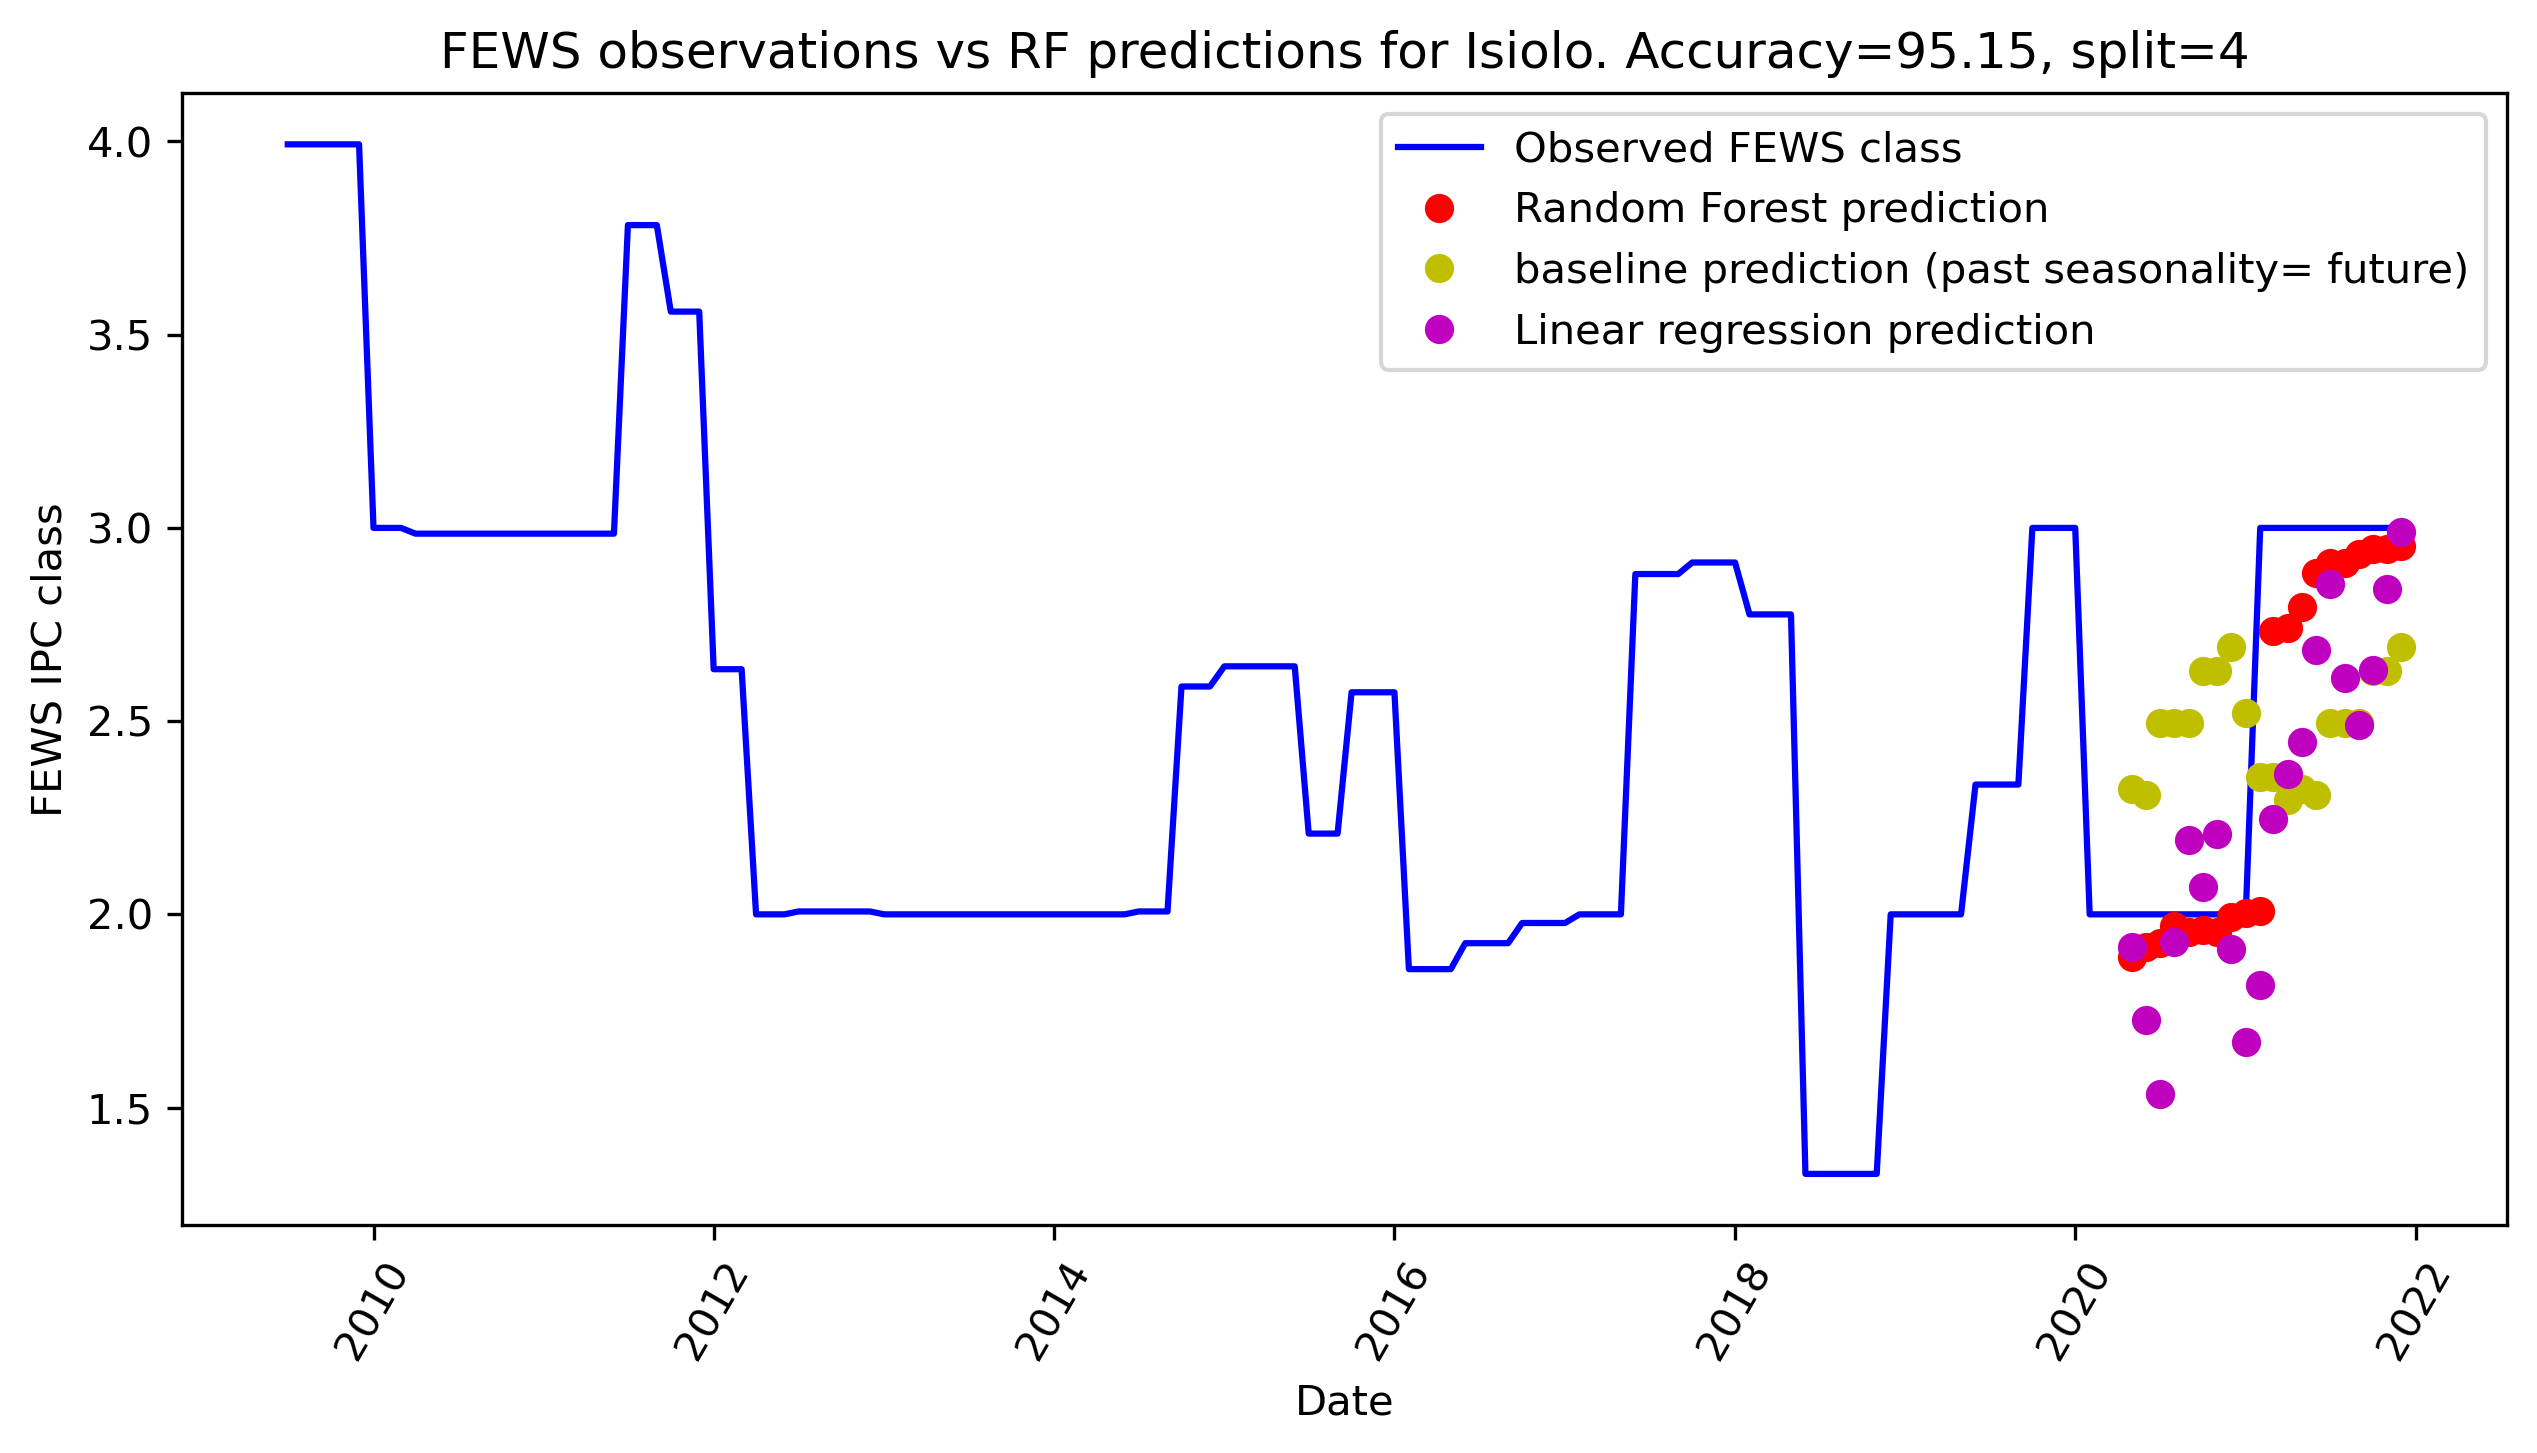 FEWS observations vs RF predictions for Isiolo. Accuracy=95.15, split=4
Observed FEWS class
Random Forest prediction
baseline prediction (past seasonality= future)
Linear regression prediction
FEWS IPC class
4.0
3.5
3.0
2.5
2.0
1.5
2010
2012
2014
2016
2018
2020
2022
Date